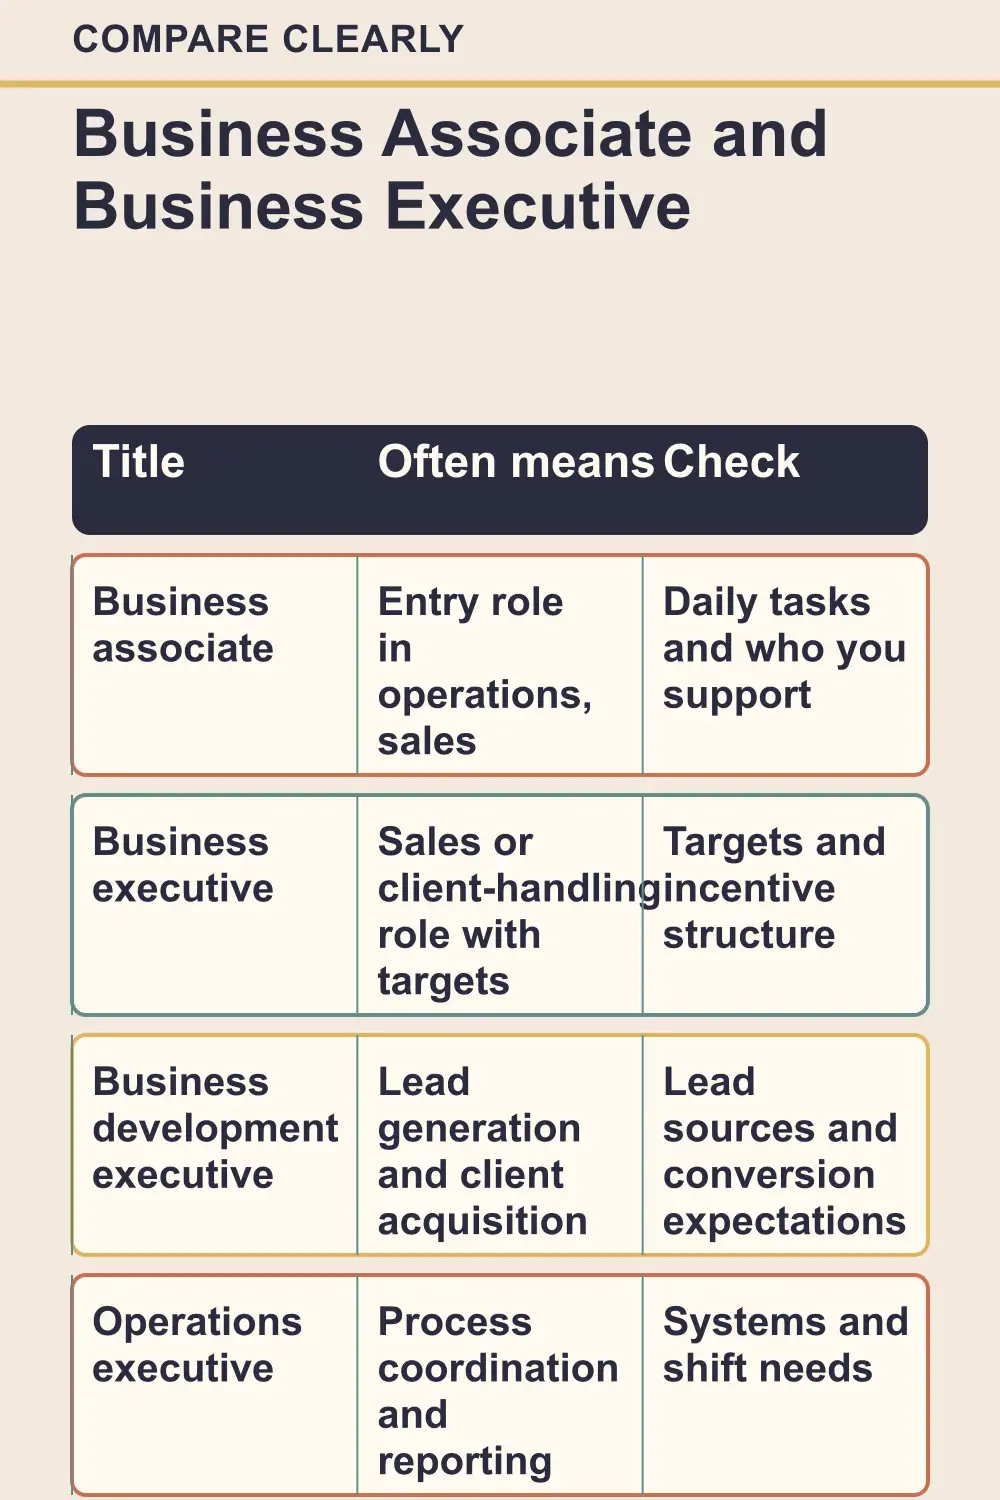 COMPARE CLEARLY
Business Associate and
Business Executive
Title
Often means
Check
Business
associate
Entry role
in
operations,
sales
Daily tasks
and who you
support
Business
executive
Sales or
client-handling
role with
targets
Targets and
incentive
structure
Business
development
executive
Lead
generation
and client
acquisition
Lead
sources and
conversion
expectations
Operations
executive
Process
coordination
and
reporting
Systems and
shift needs